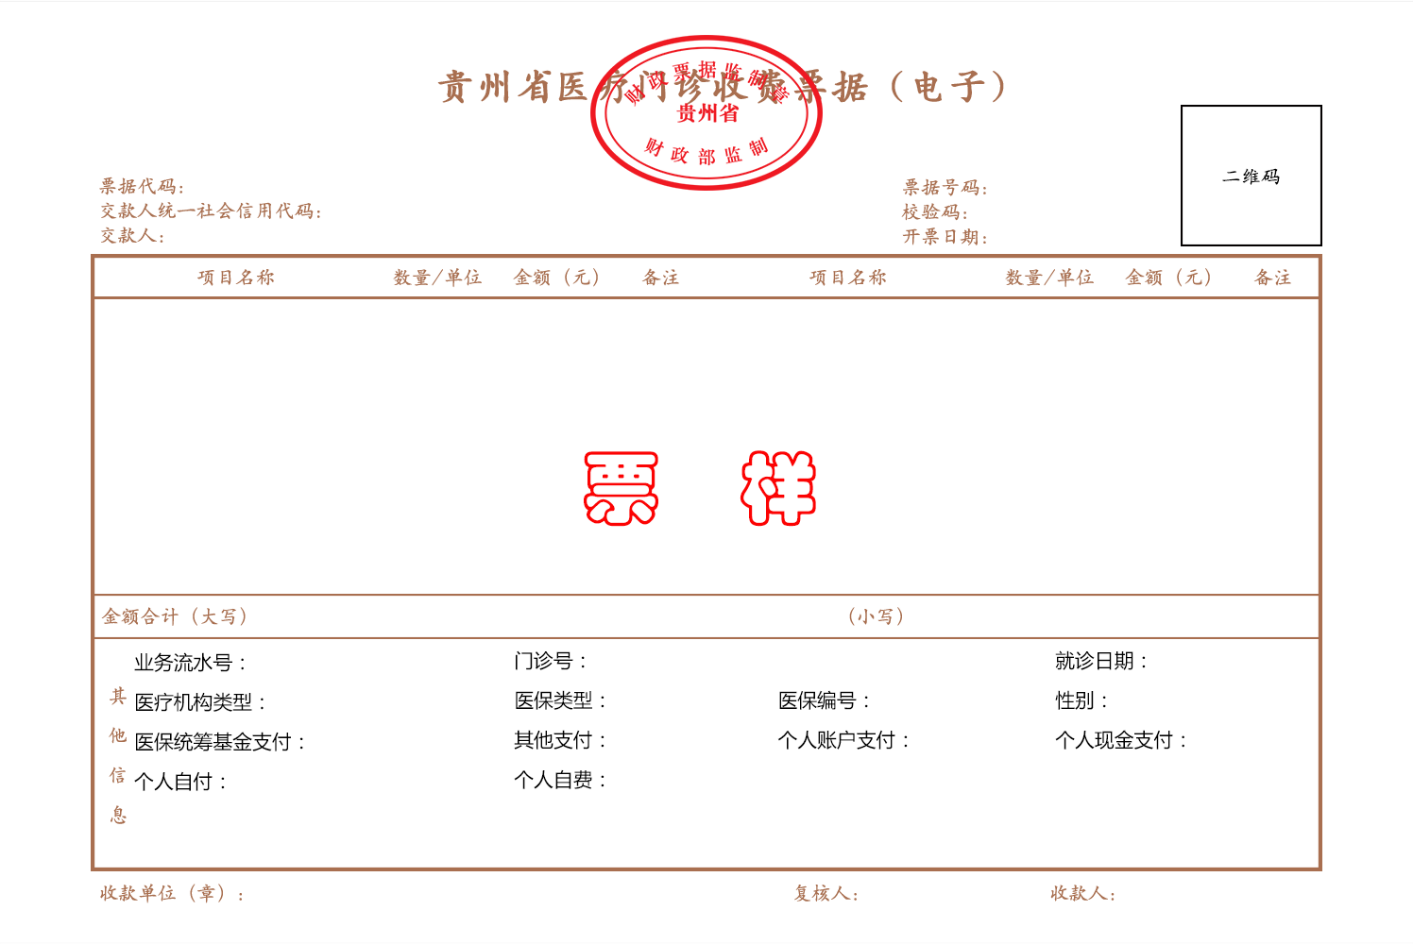 贵州省医疗门诊收费票据（电子）
财政票据监制章
贵州省
财政部监制
二维码
票据代码：
交款人统一社会信用代码：
交款人：
票据号码：
校验码：
开票日期：
项目名称 数量/单位 金额（元） 备注 项目名称 数量/单位 金额（元） 备注
票 样
金额合计（大写） （小写）
其他信息
业务流水号： 门诊号： 就诊日期：
医疗机构类型： 医保类型： 医保编号： 性别：
医保统筹基金支付： 其他支付： 个人账户支付： 个人现金支付：
个人自付： 个人自费：
收款单位（章）： 复核人： 收款人：